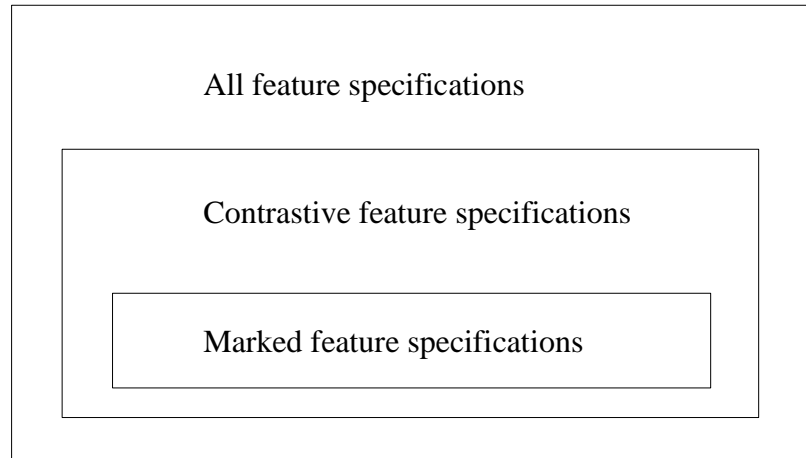 All feature specifications
Contrastive feature specifications
Marked feature specifications